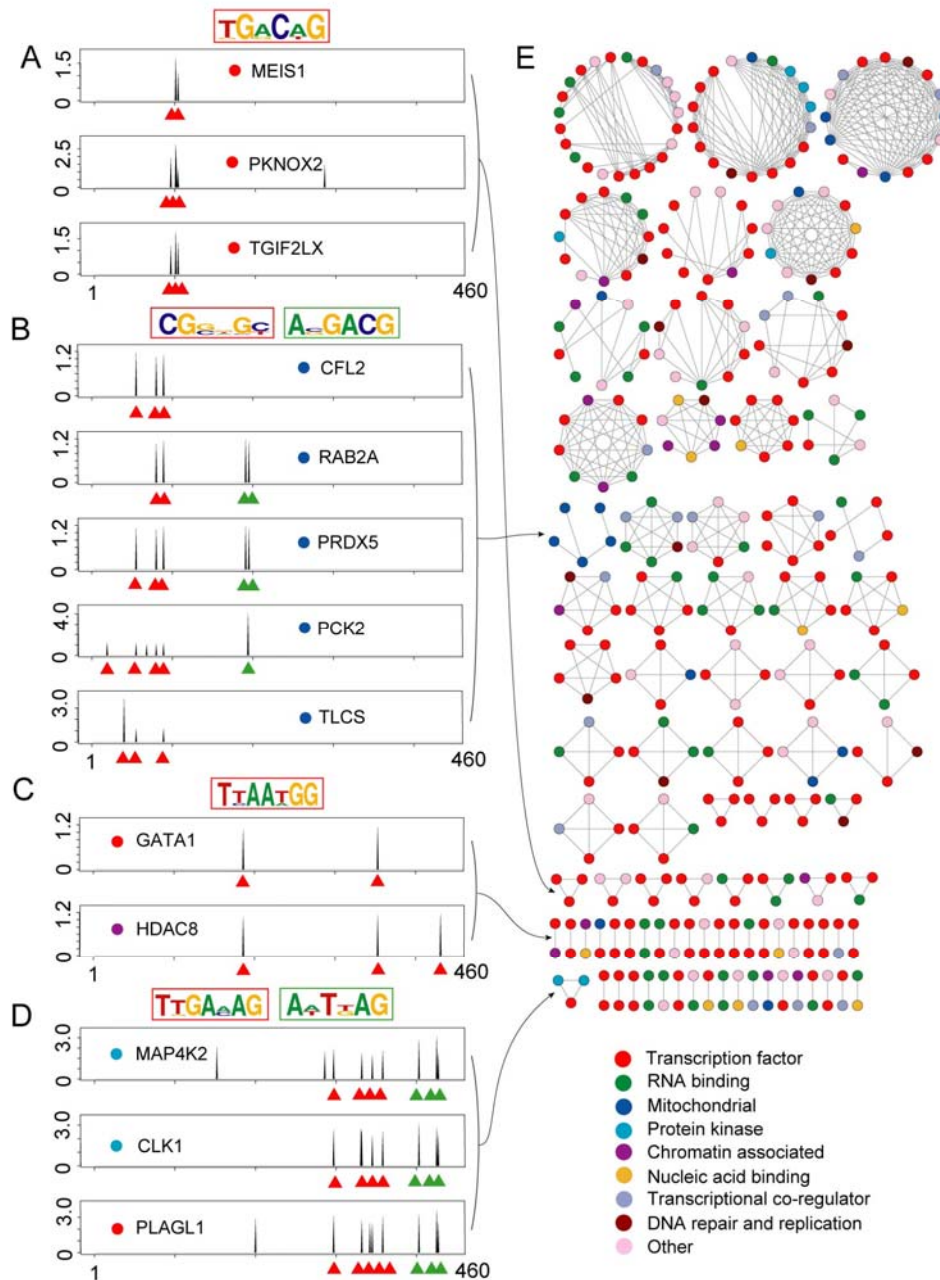 TGACAG
A
1.5
0
MEIS1
2.5
0
PKNOX2
1.5
0
TGIF2LX
1
460
B
CG
GC
A
GACG
1.2
0
CFL2
1.2
0
RAB2A
1.2
0
PRDX5
4.0
0
PCK2
3.0
0
TLCS
1
460
C
TTAATGG
1.2
0
GATA1
1.2
0
HDAC8
1
460
D
TTGA
AG
A
T
AG
3.0
0
MAP4K2
3.0
0
CLK1
3.0
0
PLAGL1
1
460
E
Transcription factor
RNA binding
Mitochondrial
Protein kinase
Chromatin associated
Nucleic acid binding
Transcriptional co-regulator
DNA repair and replication
Other